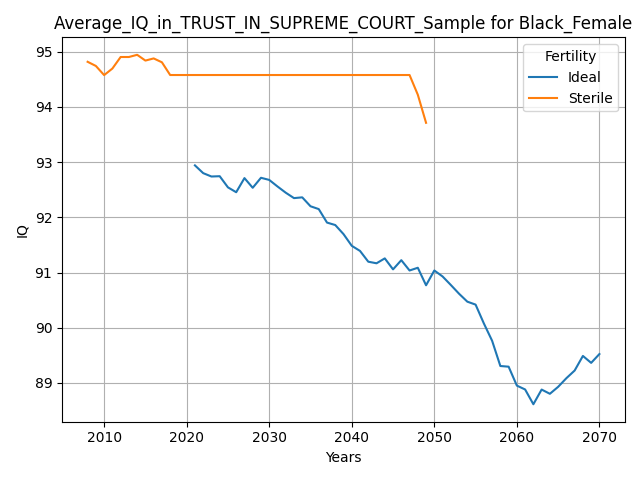 Average_IQ_in_TRUST_IN_SUPREME_COURT_Sample for Black_Female
Fertility
Ideal
Sterile
IQ
95
94
93
92
91
90
89
2010 2020 2030 2040 2050 2060 2070
Years